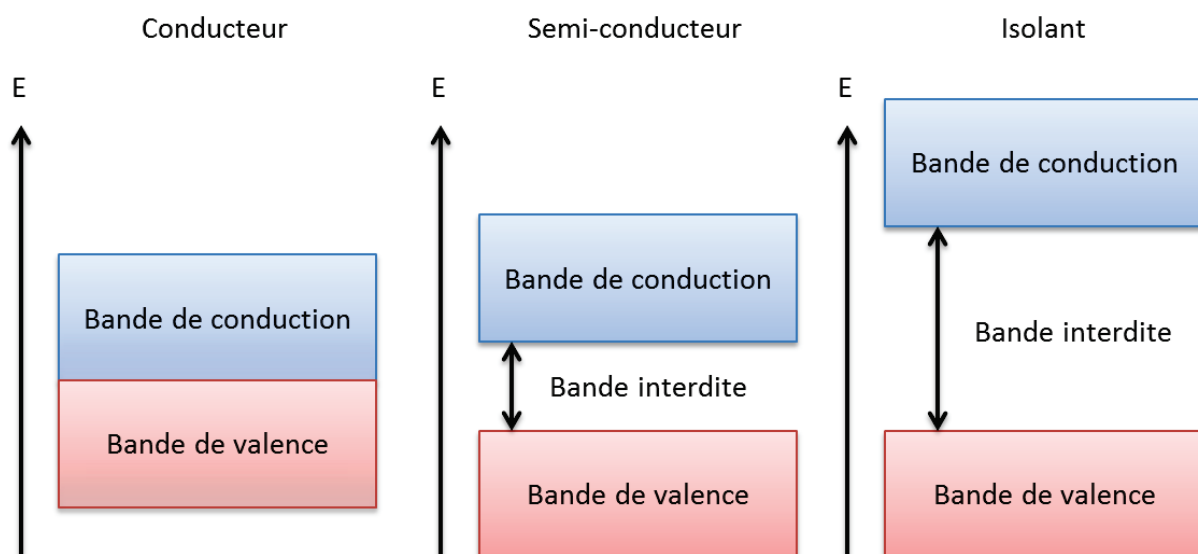 Conducteur
Semi-conducteur
Isolant
E
E
E
Bande de conduction
Bande de valence
Bande de conduction
Bande interdite
Bande de valence
Bande de conduction
Bande interdite
Bande de valence